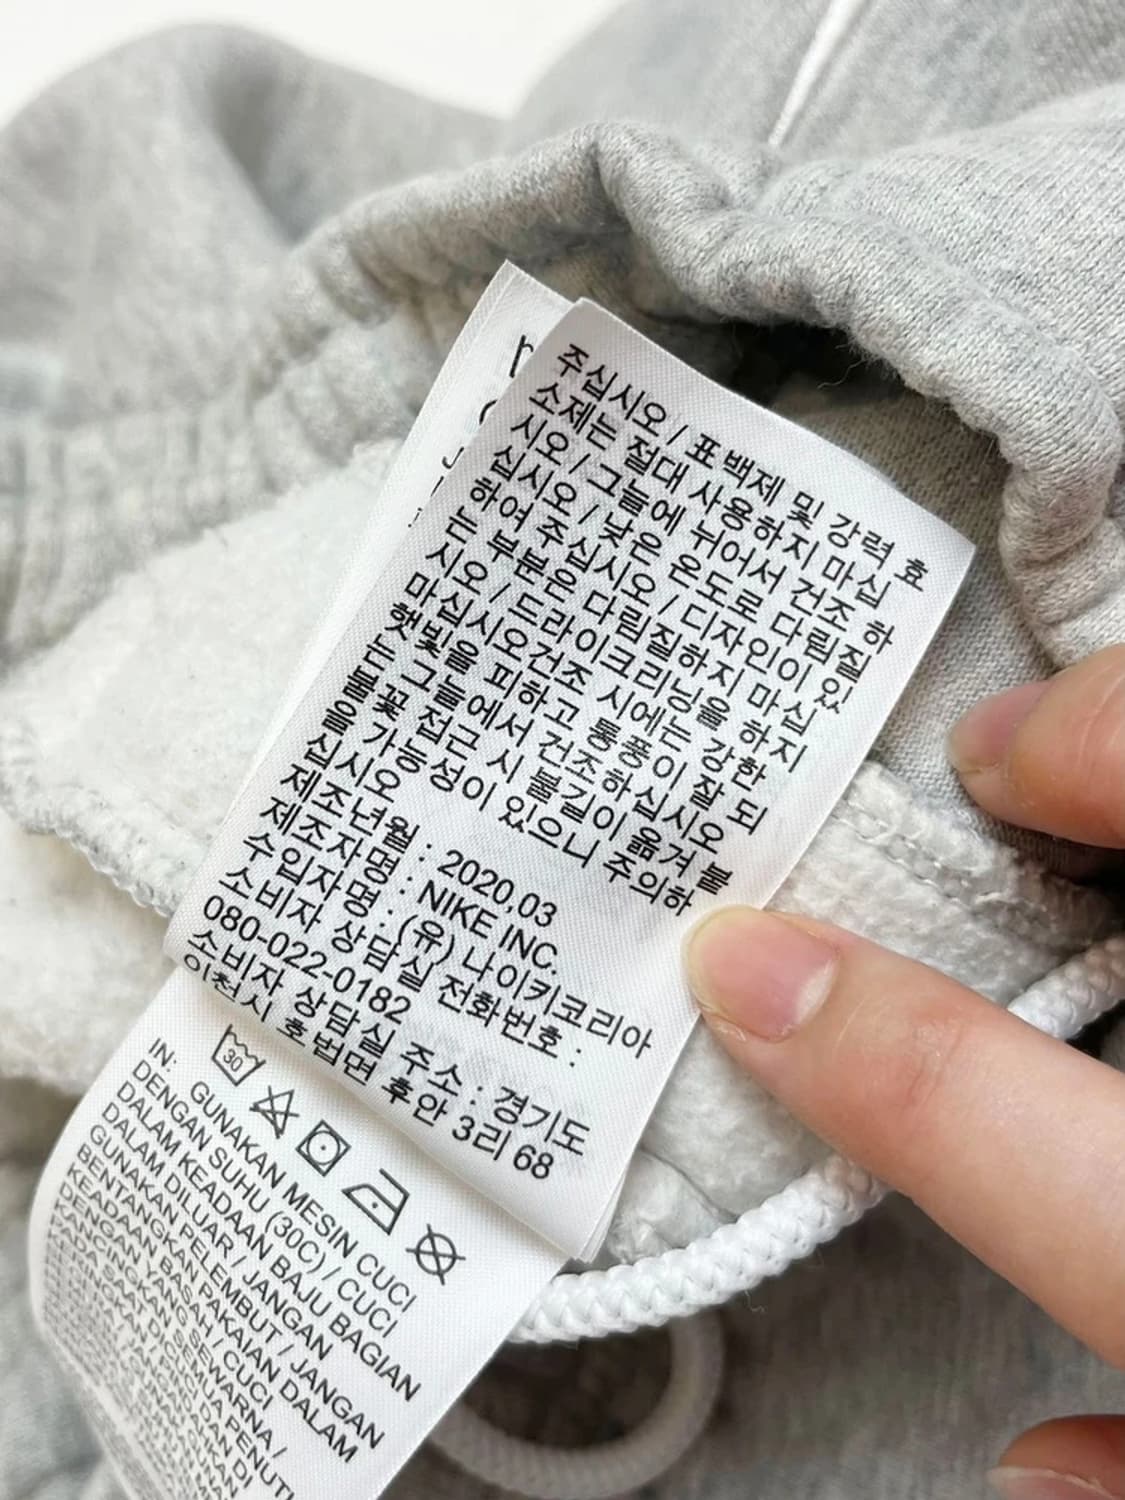 주십시오 / 표백제 및 강력 효
소제는 절대 사용하지 마십
시오 / 그늘에 뉘어서 건조 하
십시오 / 낮은 온도로 다림질
하여 주십시오 / 디자인이 있
는 부분은 다림질하지 마십
시오 / 드라이크리닝을 하지
마십시오건조 시에는 강한
햇빛을 피하고 통풍이 잘 되
는 그늘에서 건조하십시오
불꽃 접근 시 불길이 옮겨 붙
을 가능성이 있으니 주의하
십시오
제조년월 : 2020.03
제조자명 : NIKE INC.
수입자명 : (유) 나이키코리아
소비자 상담실 전화번호 :
080-022-0182
소비자 상담실 주소 : 경기도
이천시 호법면 후안 3리 68
30
IN: GUNAKAN MESIN CUCI
DENGAN SUHU (30C) / CUCI
DALAM KEADAAN BAJU BAGIAN
DALAM DILUAR / JANGAN
GUNAKAN PELEMBUT / JANGAN
BENTANGKAN PAKAIAN DALAM
KEADAAN BASAH / CUCI
DENGAN YANG SEWARNA /